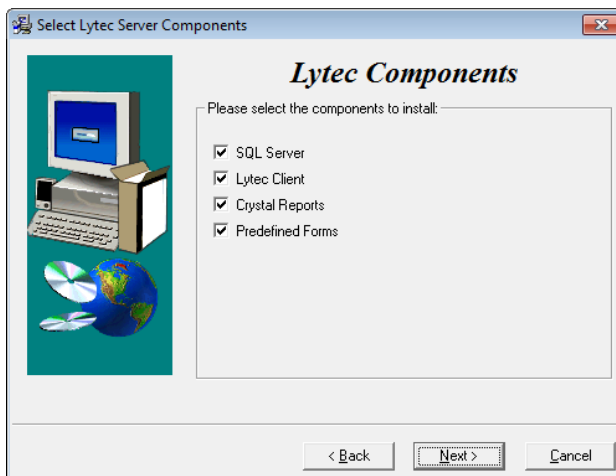 Select Lytec Server Components
Lytec Components
Please select the components to install:
SQL Server
Lytec Client
Crystal Reports
Predefined Forms
< Back
Next >
Cancel